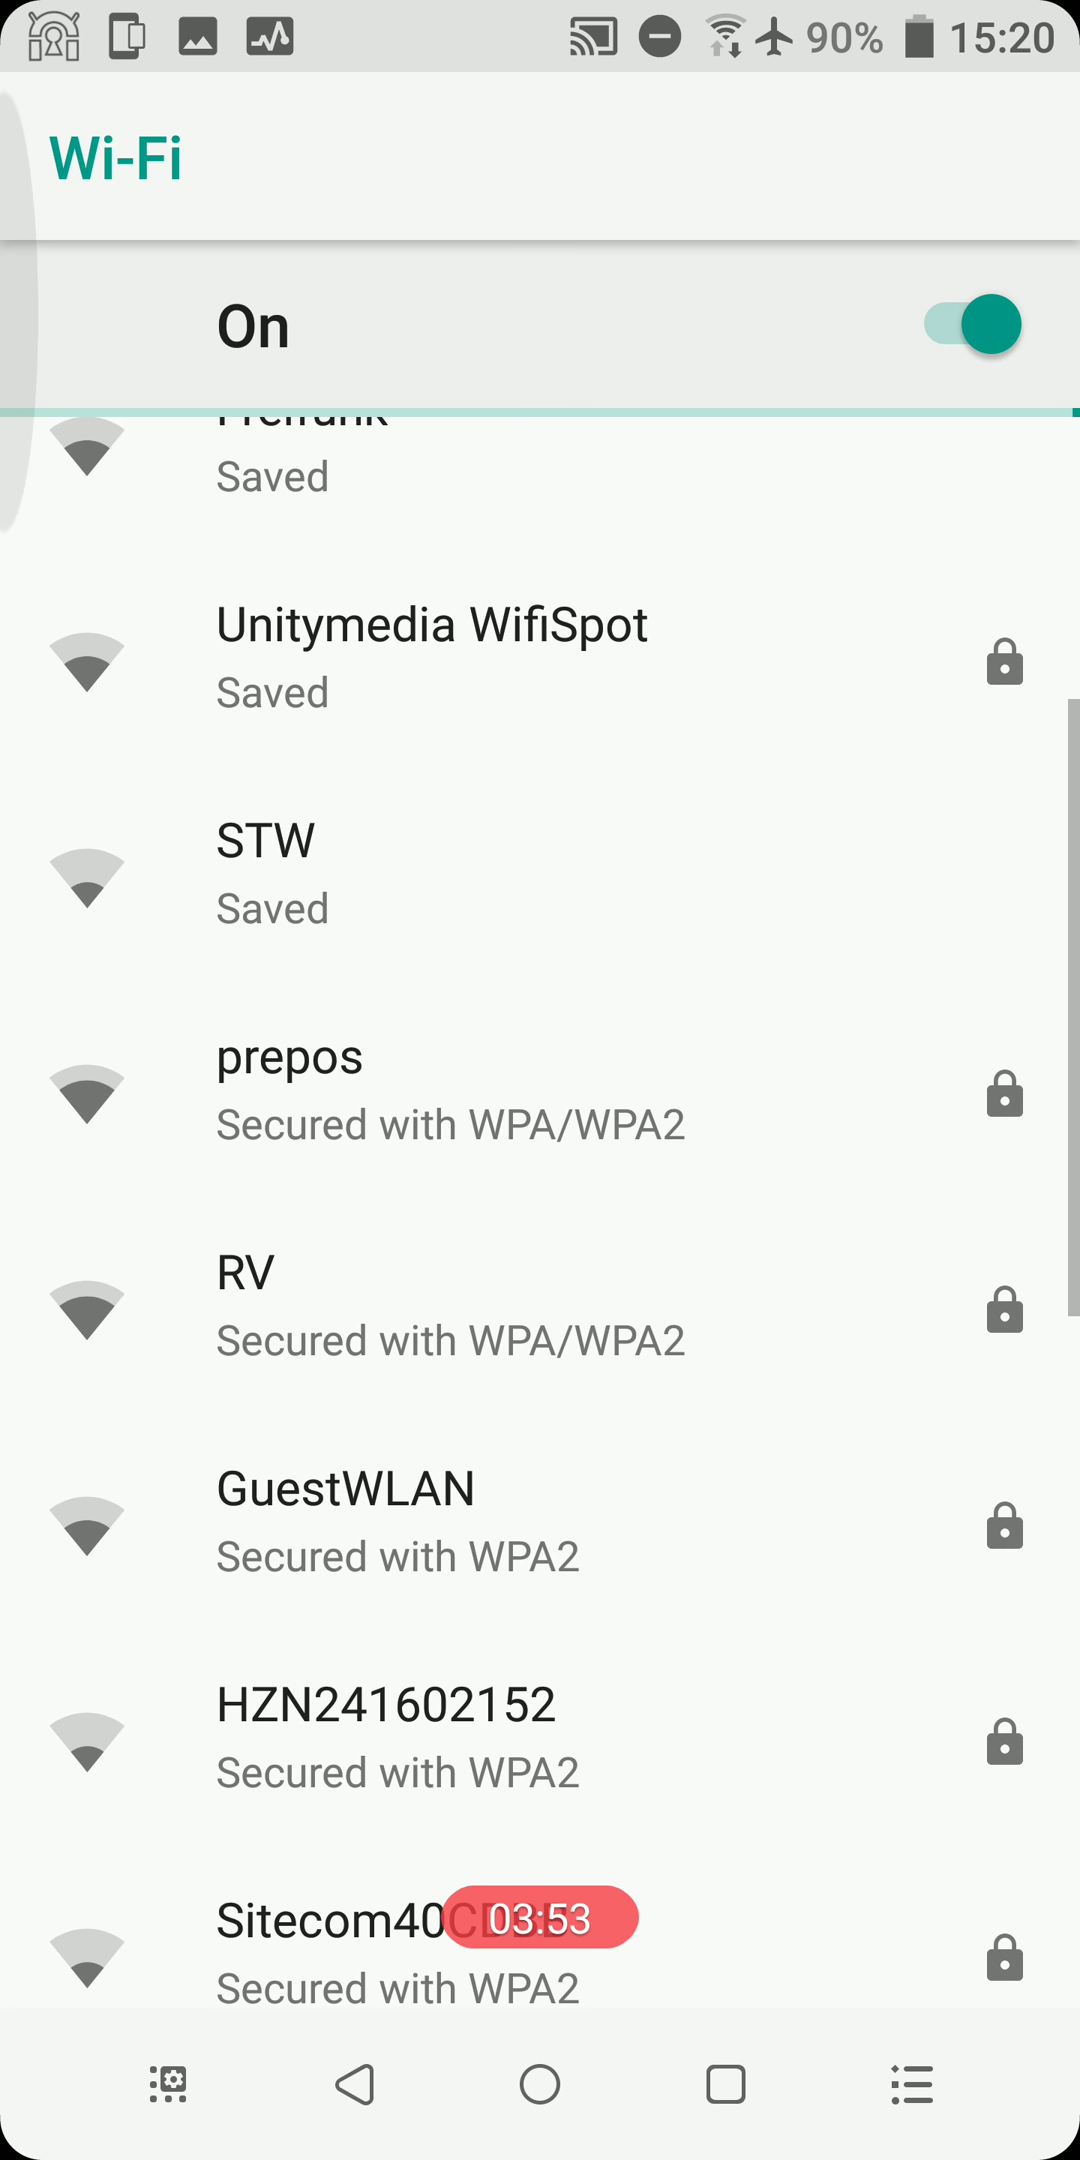 90% 15:20
Wi-Fi
On
Saved
Unitymedia WifiSpot
Saved
STW
Saved
prepos
Secured with WPA/WPA2
RV
Secured with WPA/WPA2
GuestWLAN
Secured with WPA2
HZN241602152
Secured with WPA2
03:53
Secured with WPA2